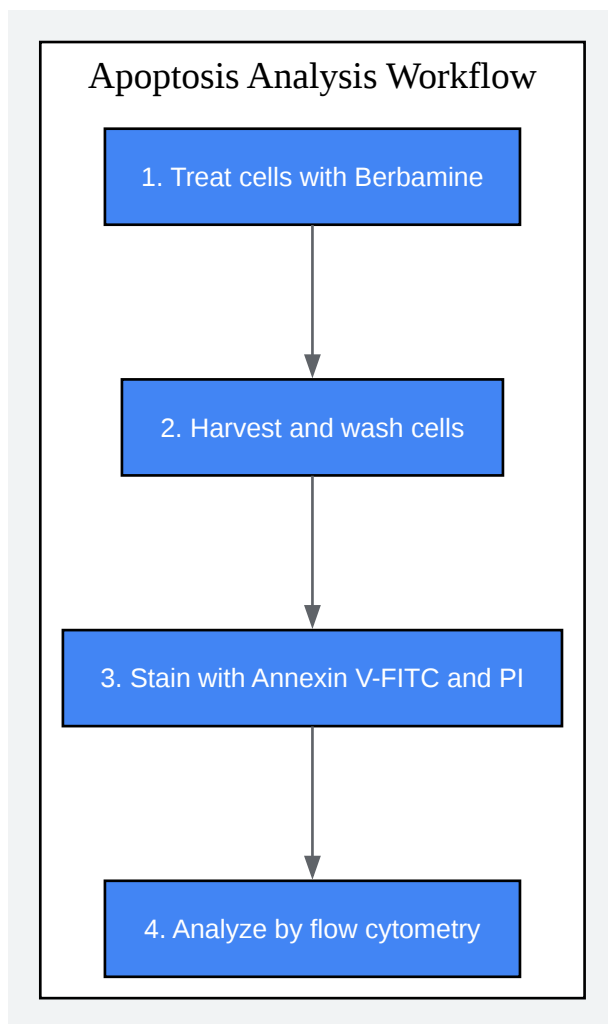 Apoptosis Analysis Workflow
1. Treat cells with Berbamine
2. Harvest and wash cells
3. Stain with Annexin V-FITC and PI
4. Analyze by flow cytometry